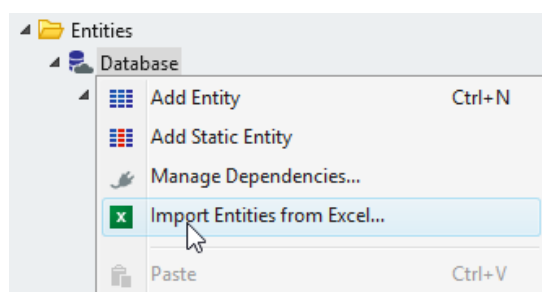 Entities
Database
Add Entity Ctrl+N
Add Static Entity
Manage Dependencies...
Import Entities from Excel...
Paste Ctrl+V